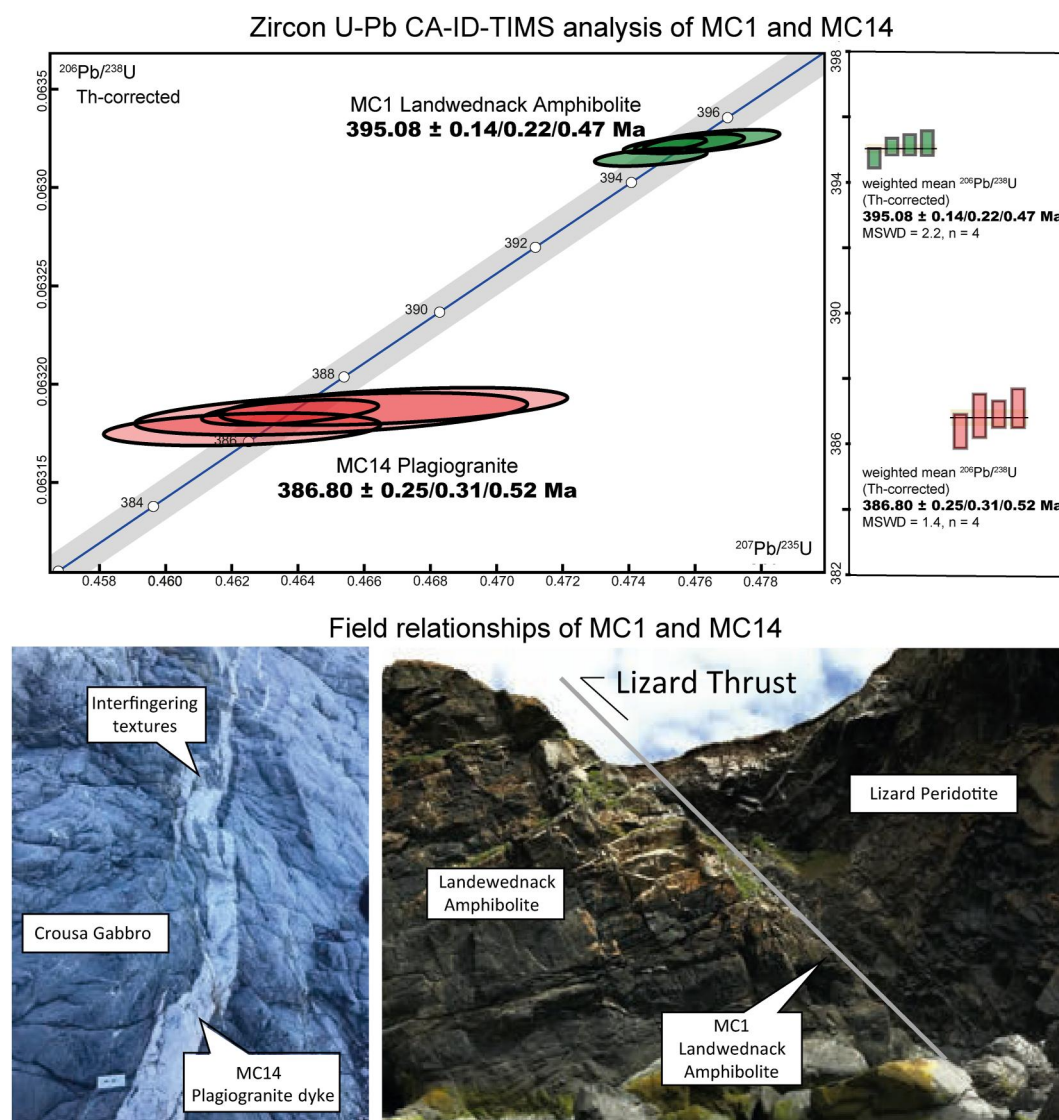 Zircon U-Pb CA-ID-TIMS analysis of MC1 and MC14
²⁰⁶Pb/²³⁸U
Th-corrected
MC1 Landwednack Amphibolite
395.08 ± 0.14/0.22/0.47 Ma
MC14 Plagiogranite
386.80 ± 0.25/0.31/0.52 Ma
384
386
388
390
392
394
396
0.0635
0.0630
0.06325
0.06320
0.06315
²⁰⁷Pb/²³⁵U
0.458
0.460
0.462
0.464
0.466
0.468
0.470
0.472
0.474
0.476
0.478
398
394
390
386
382
weighted mean ²⁰⁶Pb/²³⁸U
(Th-corrected)
395.08 ± 0.14/0.22/0.47 Ma
MSWD = 2.2, n = 4
weighted mean ²⁰⁶Pb/²³⁸U
(Th-corrected)
386.80 ± 0.25/0.31/0.52 Ma
MSWD = 1.4, n = 4
Field relationships of MC1 and MC14
Interfingering
textures
Crousa Gabbro
MC14
Plagiogranite dyke
Lizard Thrust
Lizard Peridotite
Landewednack
Amphibolite
MC1
Landwednack
Amphibolite